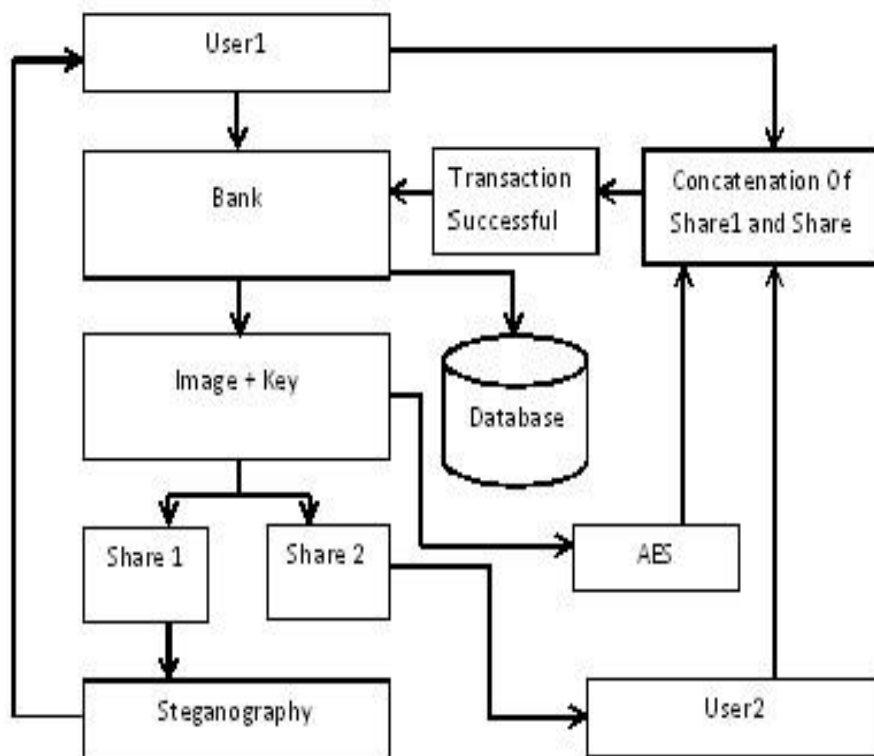 User1
Bank
Transaction
Successful
Concatenation Of
Share1 and Share
Image + Key
Database
Share 1
Share 2
AES
Steganography
User2